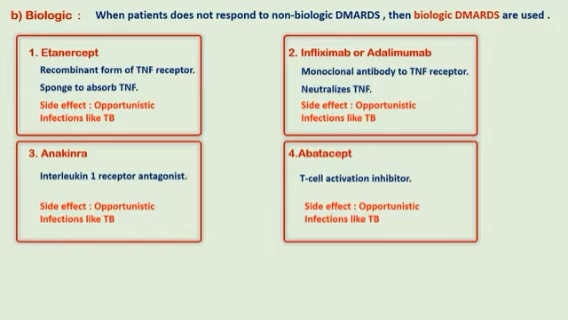 b) Biologic : When patients does not respond to non-biologic DMARDS , then biologic DMARDS are used .
1. Etanercept
Recombinant form of TNF receptor.
Sponge to absorb TNF.
Side effect : Opportunistic
Infections like TB
2. Infliximab or Adalimumab
Monoclonal antibody to TNF receptor.
Neutralizes TNF.
Side effect : Opportunistic
Infections like TB
3. Anakinra
Interleukin 1 receptor antagonist.
Side effect : Opportunistic
Infections like TB
4.Abatacept
T-cell activation inhibitor.
Side effect : Opportunistic
Infections like TB